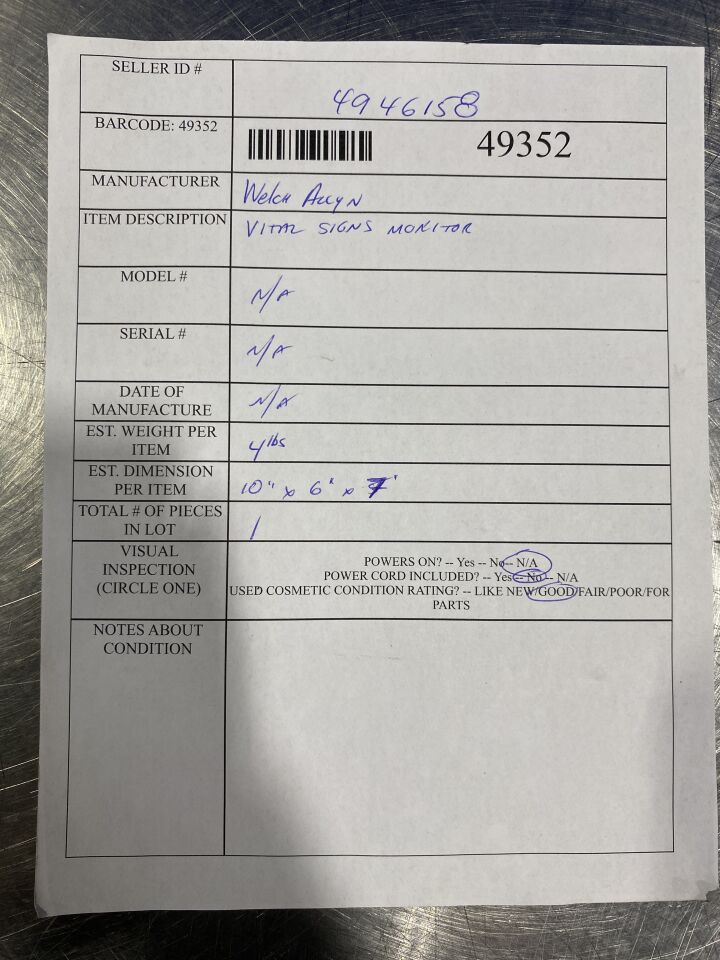 SELLER ID #
4946158
BARCODE: 49352
49352
MANUFACTURER
Welch Allyn
ITEM DESCRIPTION
VITAL SIGNS MONITOR
MODEL #
N/A
SERIAL #
N/A
DATE OF
MANUFACTURE
N/A
EST. WEIGHT PER
ITEM
4 lbs
EST. DIMENSION
PER ITEM
10" x 6" x 7"
TOTAL # OF PIECES
IN LOT
1
VISUAL
INSPECTION
(CIRCLE ONE)
POWERS ON? -- Yes -- No-- N/A
POWER CORD INCLUDED? -- Yes -- No -- N/A
USED COSMETIC CONDITION RATING? -- LIKE NEW/GOOD/FAIR/POOR/FOR
PARTS
NOTES ABOUT
CONDITION